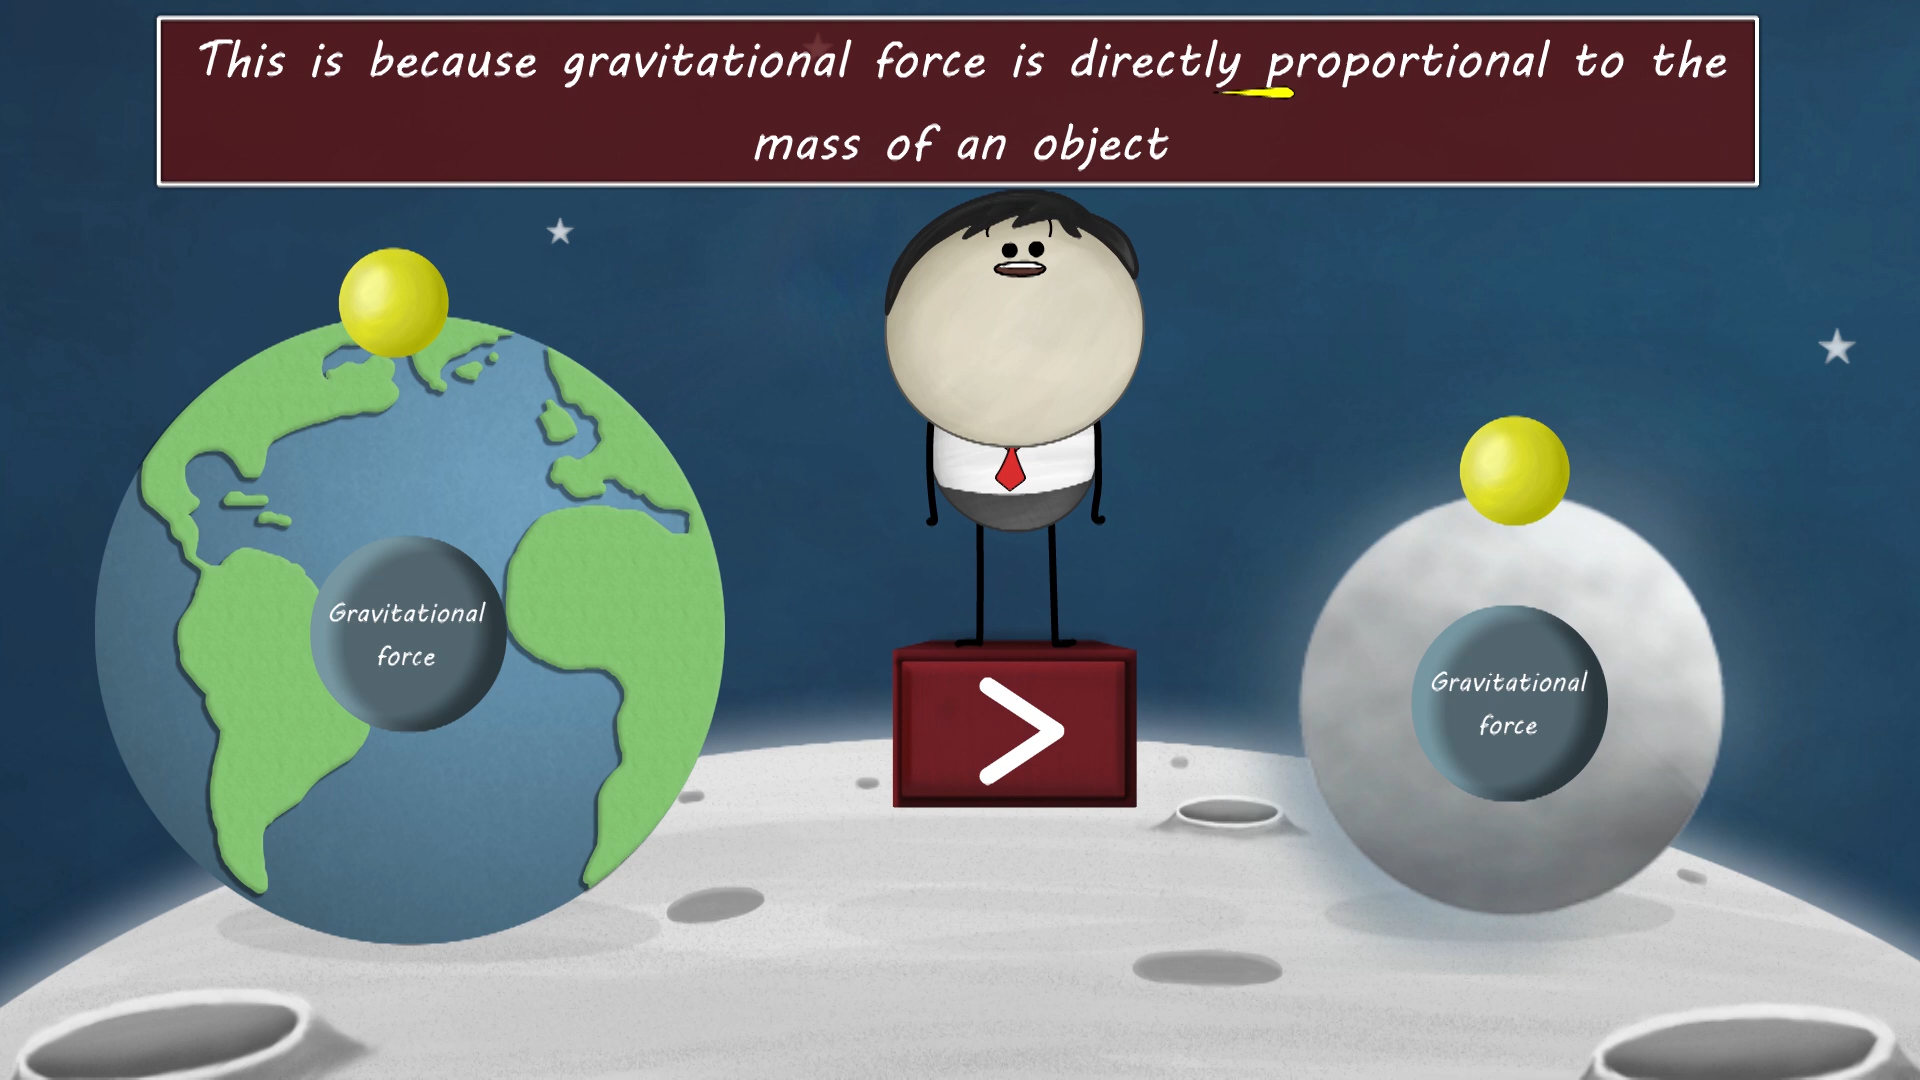 This is because gravitational force is directly proportional to the
mass of an object
Gravitational
force
>
Gravitational
force